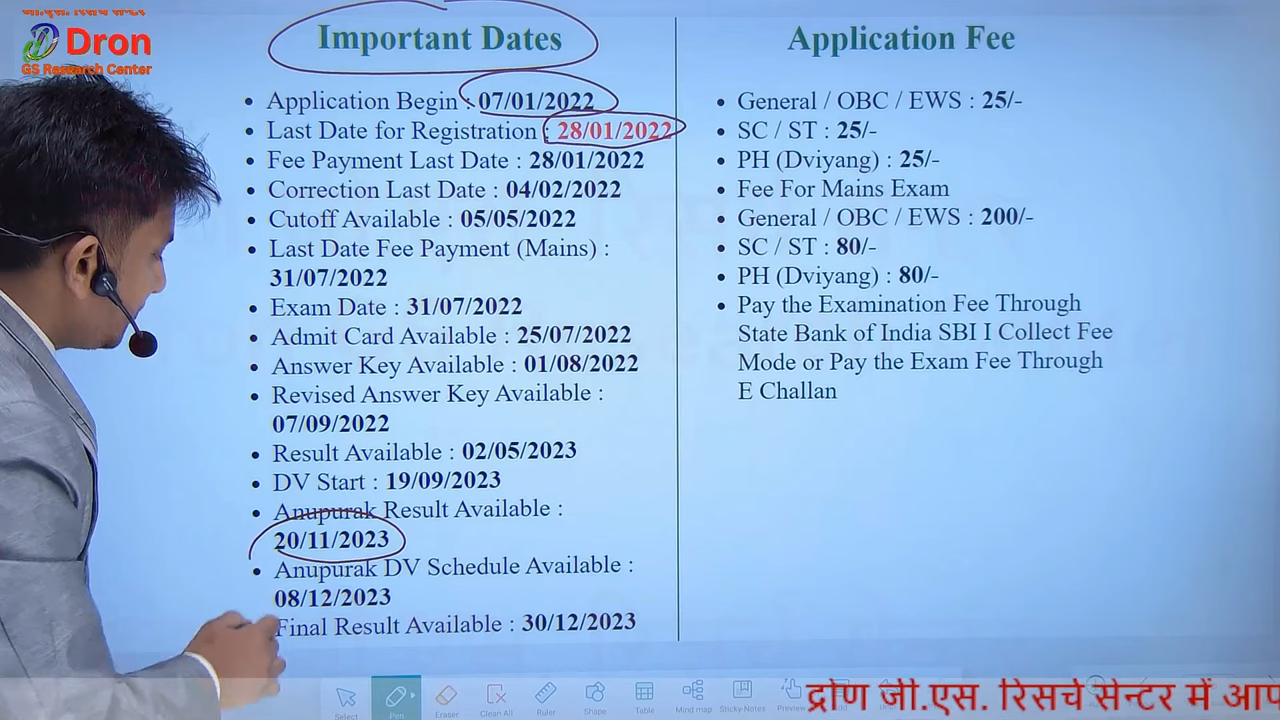 जी.एस. रिसर्च सेन्टर
Dron
GS Research Center
Important Dates
Application Begin : 07/01/2022
Last Date for Registration : 28/01/2022
Fee Payment Last Date : 28/01/2022
Correction Last Date : 04/02/2022
Cutoff Available : 05/05/2022
Last Date Fee Payment (Mains) :
31/07/2022
Exam Date : 31/07/2022
Admit Card Available : 25/07/2022
Answer Key Available : 01/08/2022
Revised Answer Key Available :
07/09/2022
Result Available : 02/05/2023
DV Start : 19/09/2023
Anupurak Result Available :
20/11/2023
Anupurak DV Schedule Available :
08/12/2023
Final Result Available : 30/12/2023
Application Fee
General / OBC / EWS : 25/-
SC / ST : 25/-
PH (Dviyang) : 25/-
Fee For Mains Exam
General / OBC / EWS : 200/-
SC / ST : 80/-
PH (Dviyang) : 80/-
Pay the Examination Fee Through
State Bank of India SBI I Collect Fee
Mode or Pay the Exam Fee Through
E Challan
Select Pen Eraser Clean All Ruler Shape Table Mind map Sticky-Notes Preview
द्रोण जी.एस. रिसर्च सेन्टर में आप